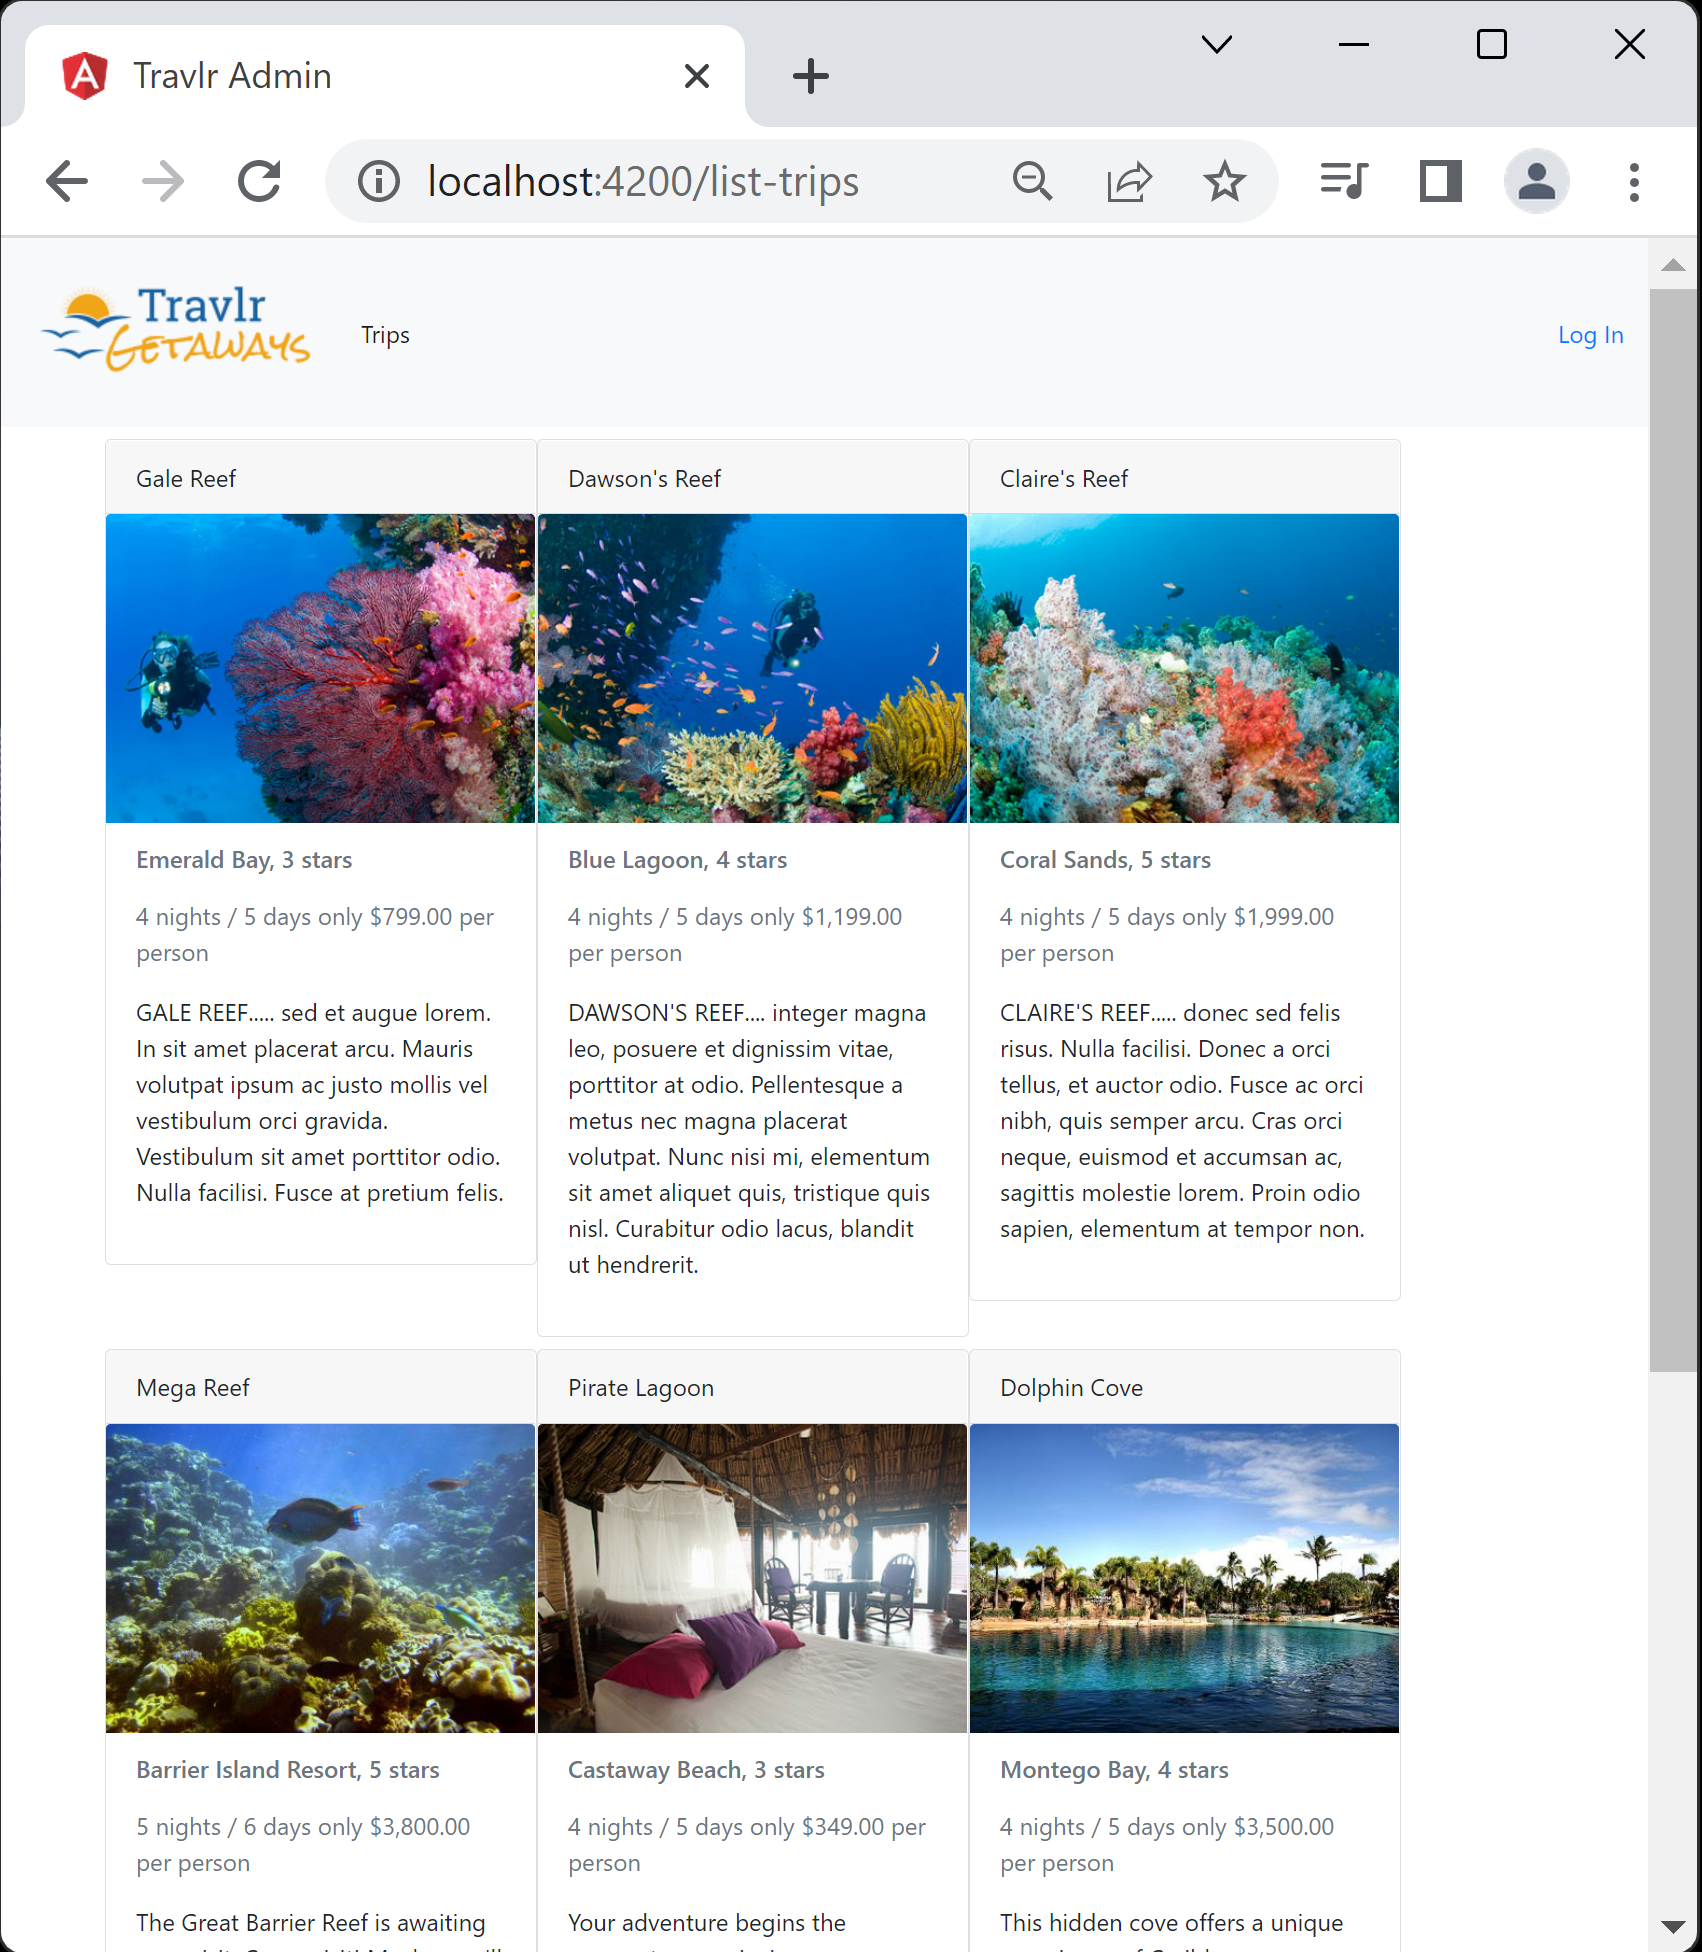 Travlr Admin
localhost:4200/list-trips
Travlr
GETAWAYS
Trips
Log In
Gale Reef
Dawson's Reef
Claire's Reef
Emerald Bay, 3 stars
4 nights / 5 days only $799.00 per
person
GALE REEF..... sed et augue lorem.
In sit amet placerat arcu. Mauris
volutpat ipsum ac justo mollis vel
vestibulum orci gravida.
Vestibulum sit amet porttitor odio.
Nulla facilisi. Fusce at pretium felis.
Blue Lagoon, 4 stars
4 nights / 5 days only $1,199.00
per person
DAWSON'S REEF.... integer magna
leo, posuere et dignissim vitae,
porttitor at odio. Pellentesque a
metus nec magna placerat
volutpat. Nunc nisi mi, elementum
sit amet aliquet quis, tristique quis
nisl. Curabitur odio lacus, blandit
ut hendrerit.
Coral Sands, 5 stars
4 nights / 5 days only $1,999.00
per person
CLAIRE'S REEF..... donec sed felis
risus. Nulla facilisi. Donec a orci
tellus, et auctor odio. Fusce ac orci
nibh, quis semper arcu. Cras orci
neque, euismod et accumsan ac,
sagittis molestie lorem. Proin odio
sapien, elementum at tempor non.
Mega Reef
Pirate Lagoon
Dolphin Cove
Barrier Island Resort, 5 stars
5 nights / 6 days only $3,800.00
per person
The Great Barrier Reef is awaiting
Castaway Beach, 3 stars
4 nights / 5 days only $349.00 per
person
Your adventure begins the
Montego Bay, 4 stars
4 nights / 5 days only $3,500.00
per person
This hidden cove offers a unique